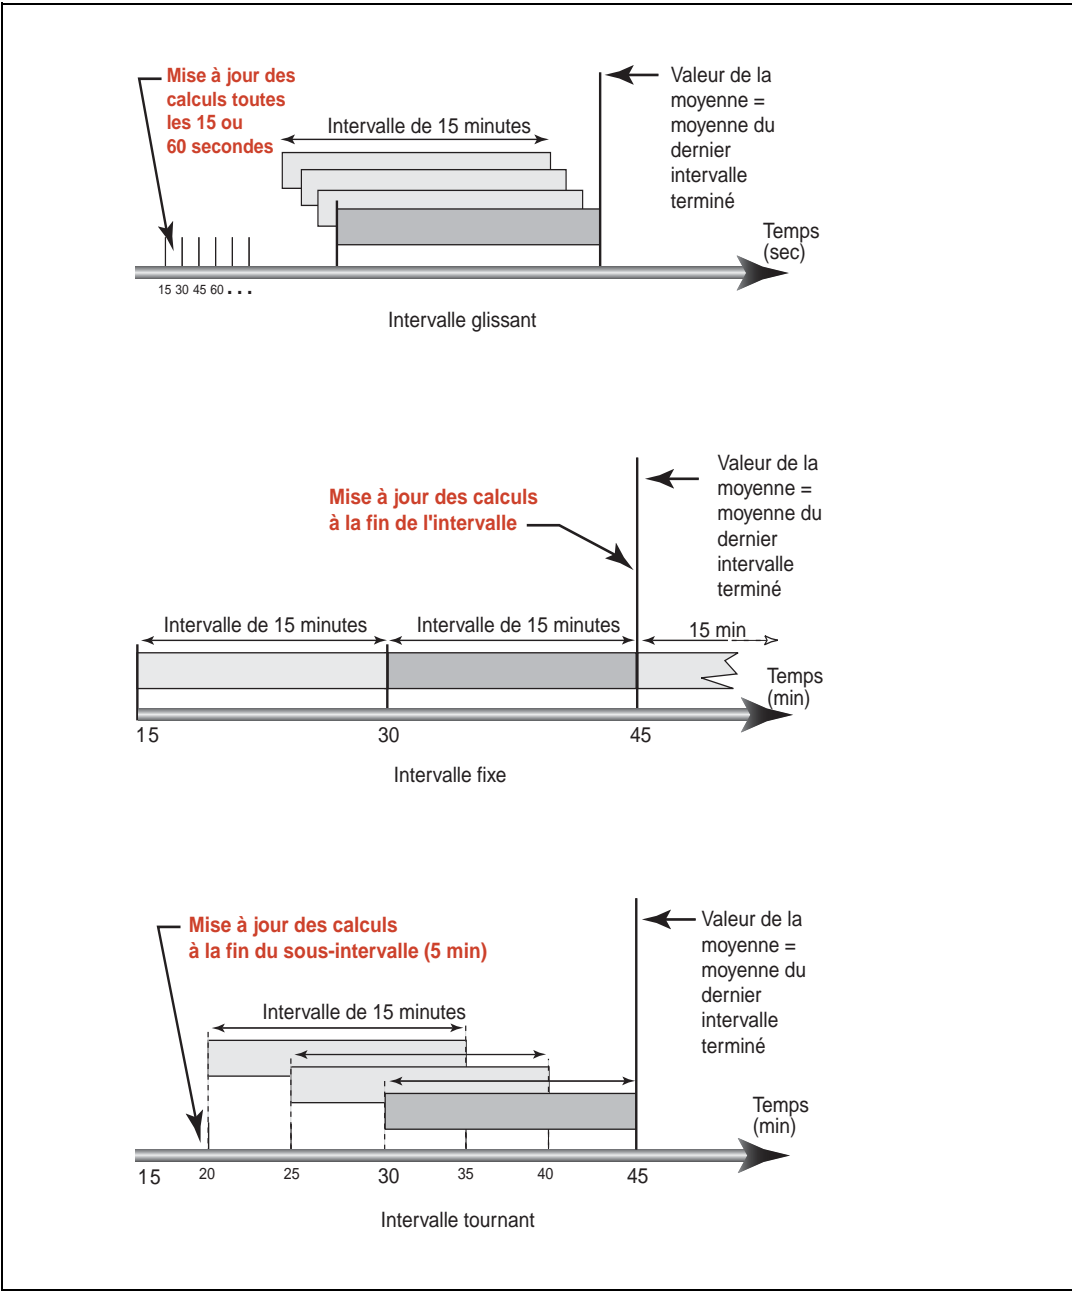 Mise à jour des
calculs toutes
les 15 ou
60 secondes
Intervalle de 15 minutes
Valeur de la
moyenne =
moyenne du
dernier
intervalle
terminé
Temps
(sec)
15 30 45 60 . . .
Intervalle glissant
Mise à jour des calculs
à la fin de l'intervalle
Valeur de la
moyenne =
moyenne du
dernier
intervalle
terminé
Intervalle de 15 minutes
Intervalle de 15 minutes
15 min
Temps
(min)
15 30 45
Intervalle fixe
Mise à jour des calculs
à la fin du sous-intervalle (5 min)
Valeur de la
moyenne =
moyenne du
dernier
intervalle
terminé
Intervalle de 15 minutes
Temps
(min)
15 20 25 30 35 40 45
Intervalle tournant